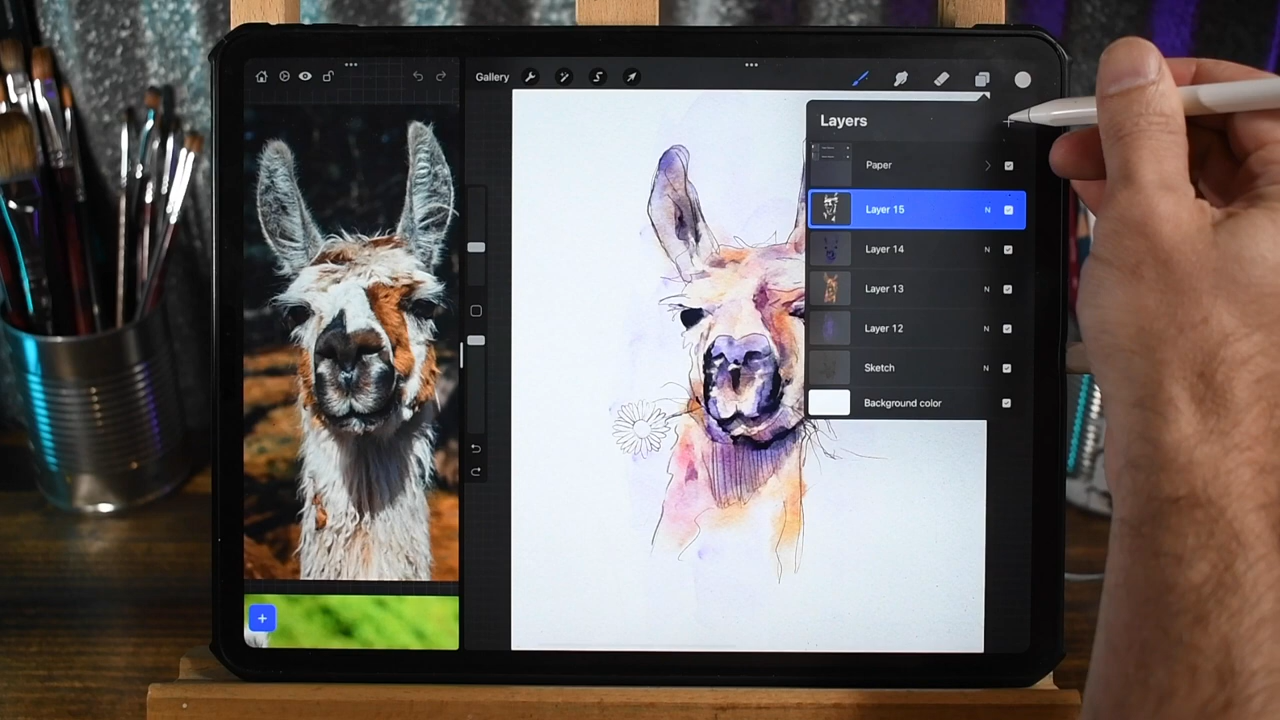 Gallery
Layers
+
Paper
Layer 15 N
Layer 14 N
Layer 13 N
Layer 12 N
Sketch N
Background color
+